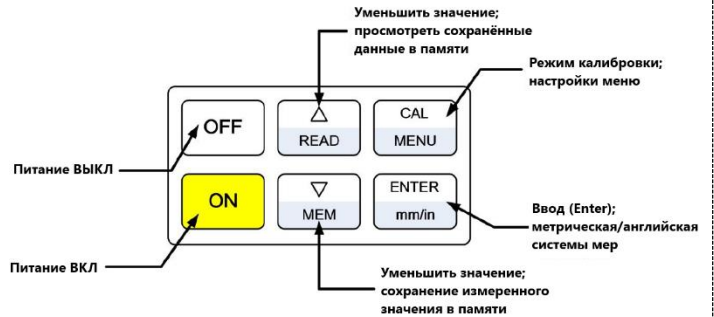 Уменьшить значение;
просмотреть сохранённые
данные в памяти
Режим калибровки;
настройки меню
OFF
△
READ
CAL
MENU
Питание ВЫКЛ
ON
▽
MEM
ENTER
mm/in
Ввод (Enter);
метрическая/английская
системы мер
Питание ВКЛ
Уменьшить значение;
сохранение измеренного
значения в памяти